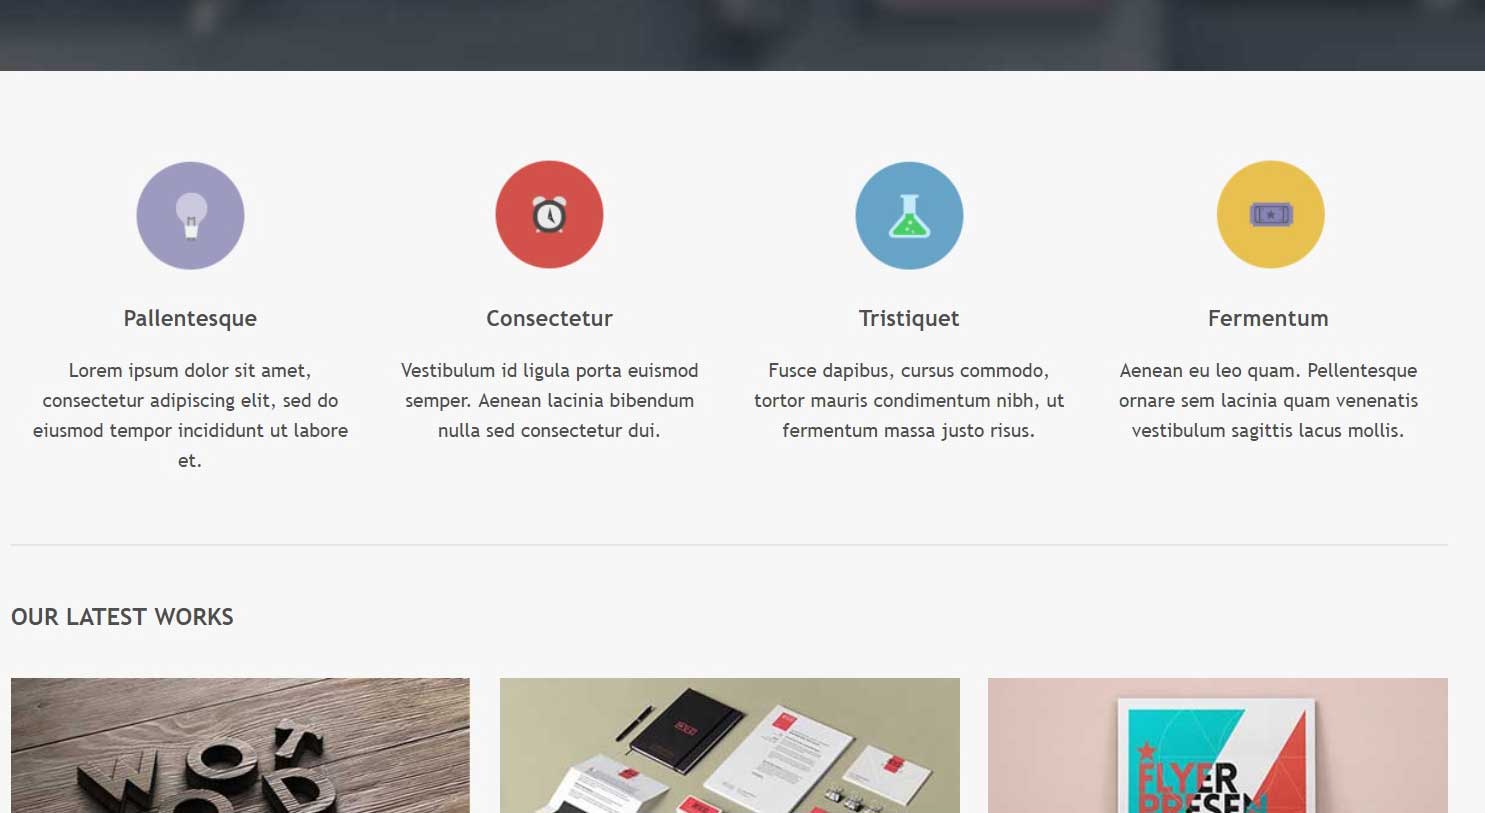 Pallentesque
Lorem ipsum dolor sit amet,
consectetur adipiscing elit, sed do
eiusmod tempor incididunt ut labore
et.
Consectetur
Vestibulum id ligula porta euismod
semper. Aenean lacinia bibendum
nulla sed consectetur dui.
Tristiquet
Fusce dapibus, cursus commodo,
tortor mauris condimentum nibh, ut
fermentum massa justo risus.
Fermentum
Aenean eu leo quam. Pellentesque
ornare sem lacinia quam venenatis
vestibulum sagittis lacus mollis.
OUR LATEST WORKS
FLYER
PRESEN